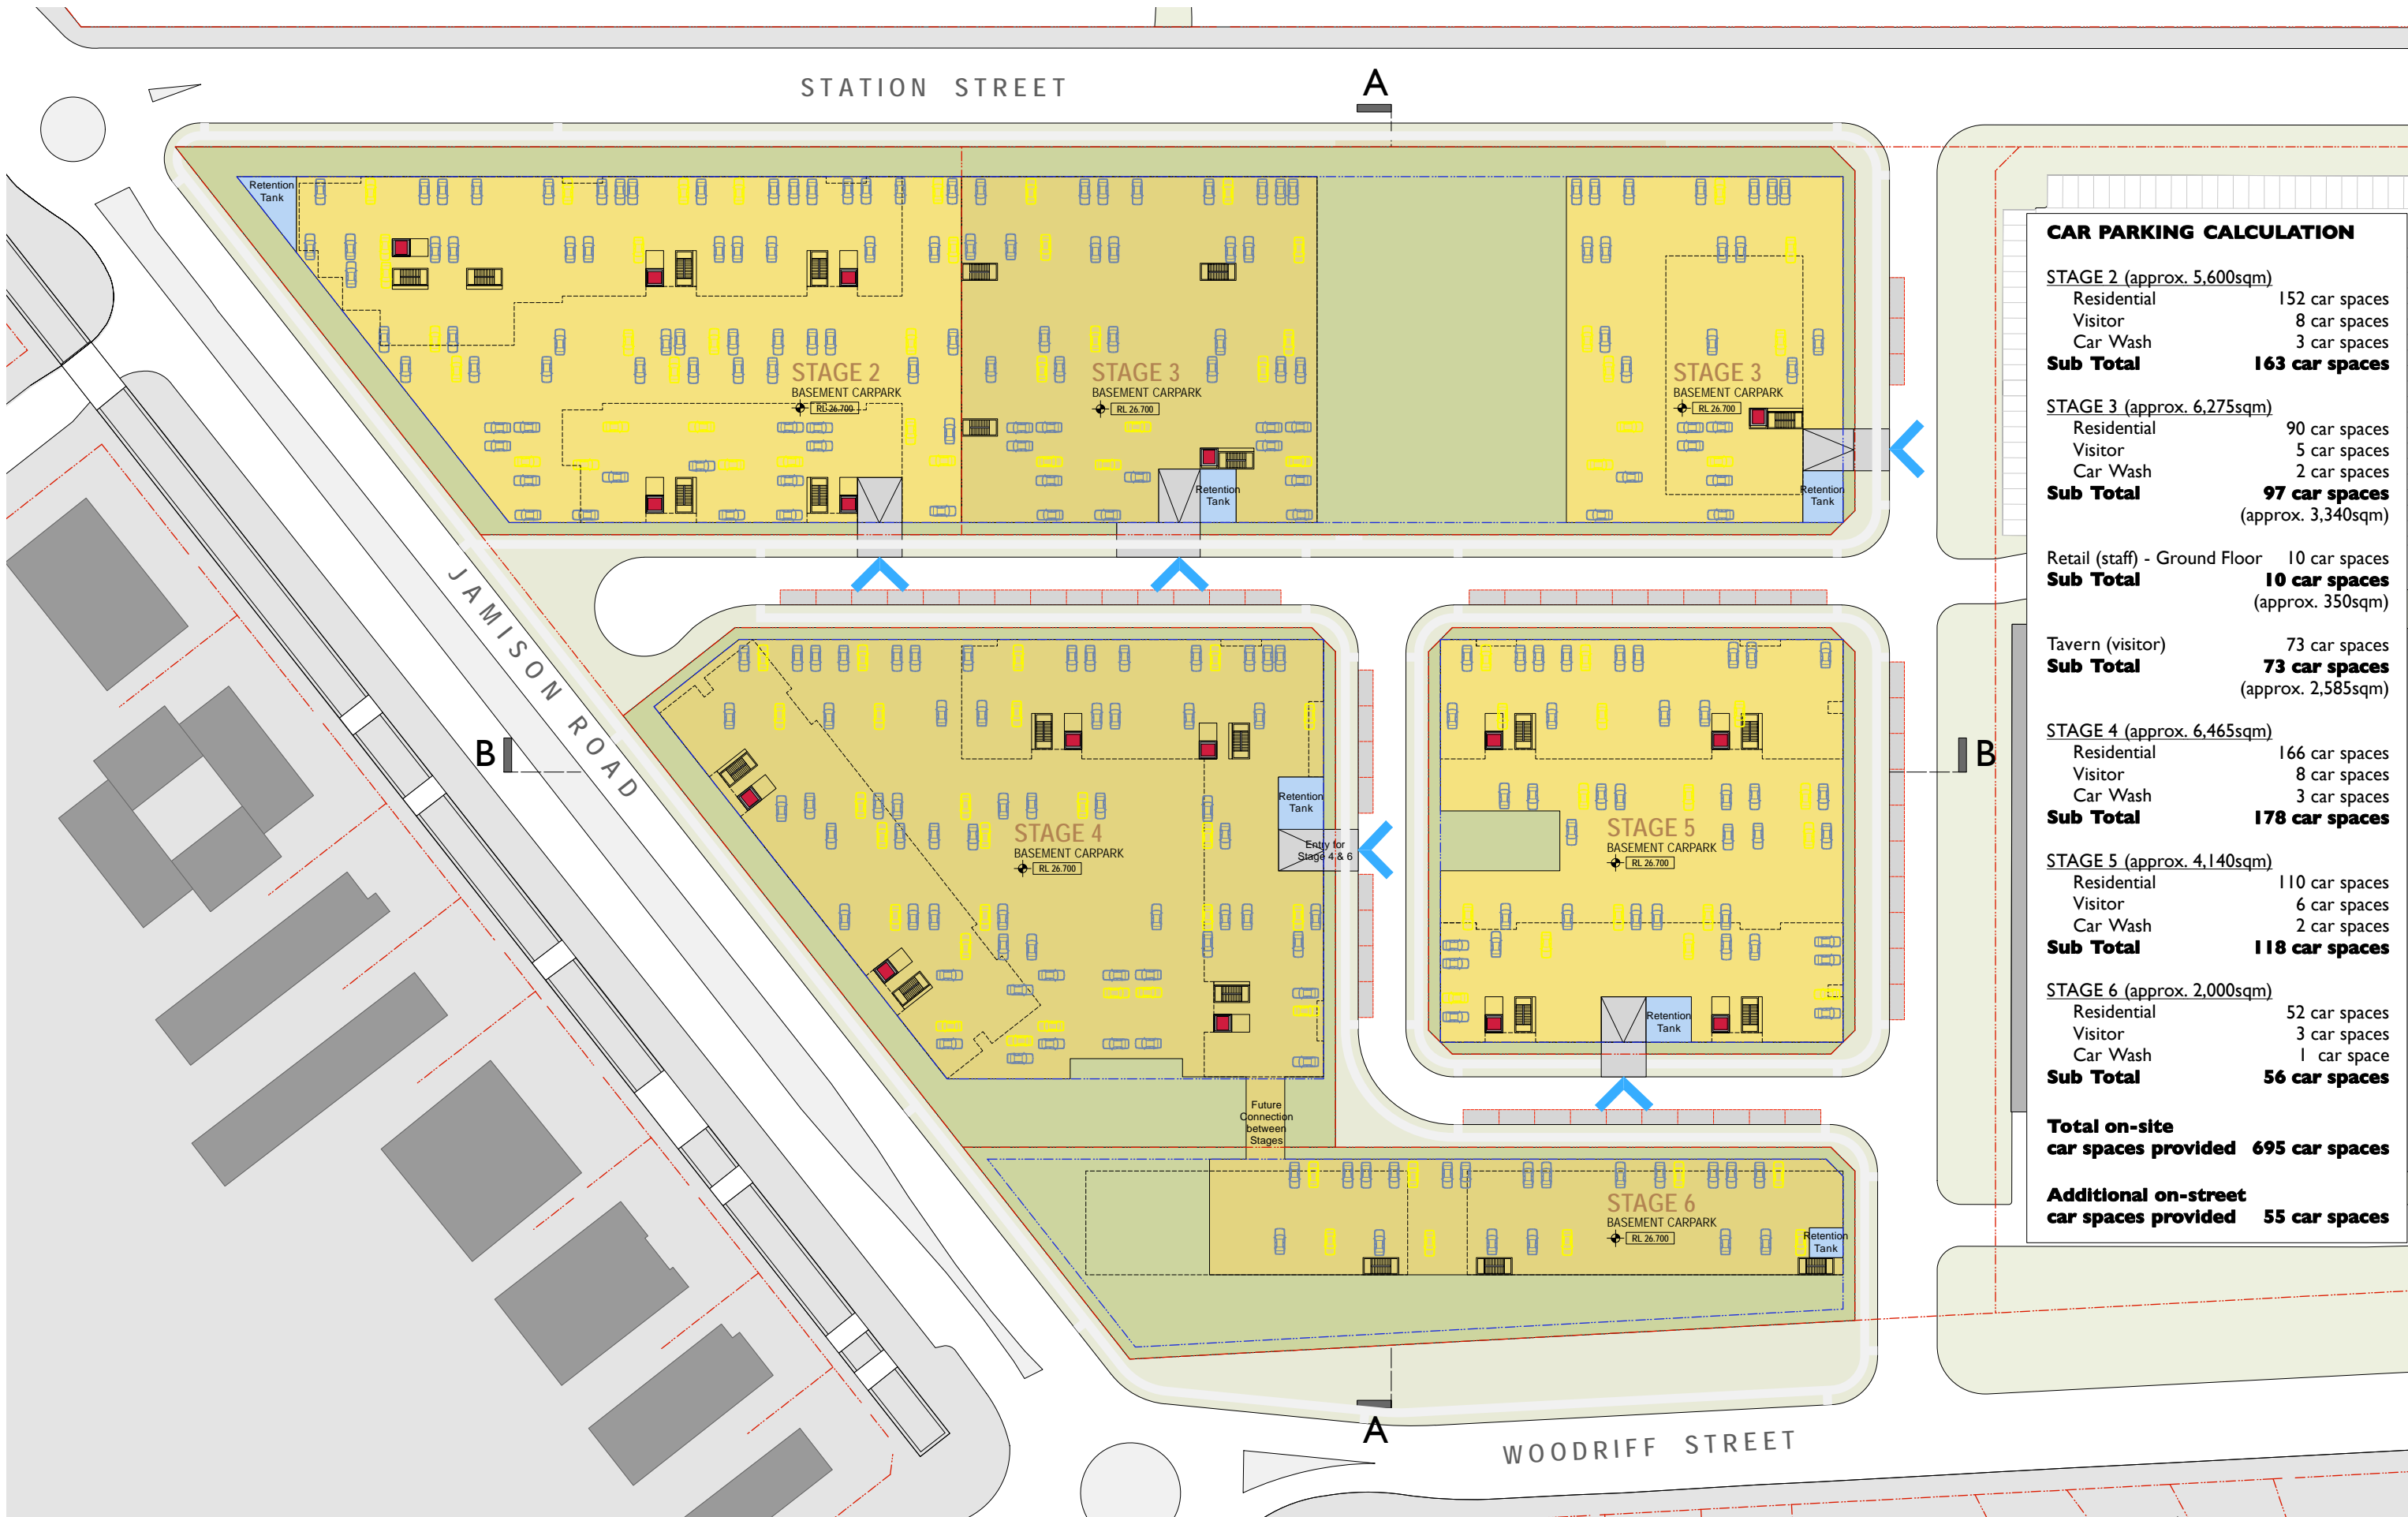 STATION STREET
A
Retention
Tank
STAGE 2
BASEMENT CARPARK
RL 26.700
STAGE 3
BASEMENT CARPARK
RL 26.700
STAGE 3
BASEMENT CARPARK
RL 26.700
Retention
Tank
Retention
Tank
JAMISON ROAD
B
B
Retention
Tank
Entry for
Stage 4 & 6
STAGE 4
BASEMENT CARPARK
RL 26.700
STAGE 5
BASEMENT CARPARK
RL 26.700
Retention
Tank
Future
Connection
between
Stages
STAGE 6
BASEMENT CARPARK
RL 26.700
Retention
Tank
A
WOODRIFF STREET
CAR PARKING CALCULATION
STAGE 2 (approx. 5,600sqm)
Residential 152 car spaces
Visitor 8 car spaces
Car Wash 3 car spaces
Sub Total 163 car spaces
STAGE 3 (approx. 6,275sqm)
Residential 90 car spaces
Visitor 5 car spaces
Car Wash 2 car spaces
Sub Total 97 car spaces
(approx. 3,340sqm)
Retail (staff) - Ground Floor 10 car spaces
Sub Total 10 car spaces
(approx. 350sqm)
Tavern (visitor) 73 car spaces
Sub Total 73 car spaces
(approx. 2,585sqm)
STAGE 4 (approx. 6,465sqm)
Residential 166 car spaces
Visitor 8 car spaces
Car Wash 3 car spaces
Sub Total 178 car spaces
STAGE 5 (approx. 4,140sqm)
Residential 110 car spaces
Visitor 6 car spaces
Car Wash 2 car spaces
Sub Total 118 car spaces
STAGE 6 (approx. 2,000sqm)
Residential 52 car spaces
Visitor 3 car spaces
Car Wash 1 car space
Sub Total 56 car spaces
Total on-site
car spaces provided 695 car spaces
Additional on-street
car spaces provided 55 car spaces